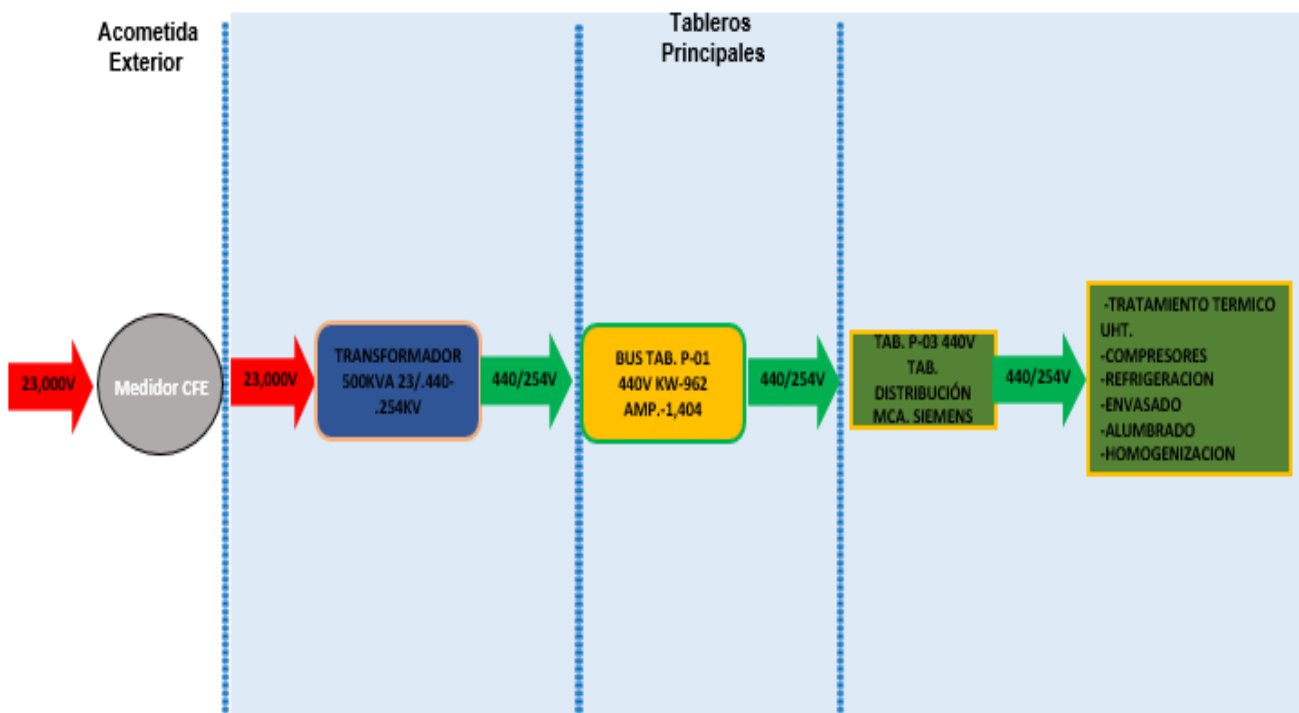 Acometida
Exterior
Tableros
Principales
23,000V
Medidor CFE
23,000V
TRANSFORMADOR
500KVA 23/.440-
.254KV
440/254V
BUS TAB. P-01
440V KW-962
AMP.-1,404
440/254V
TAB. P-03 440V
TAB.
DISTRIBUCIÓN
MCA. SIEMENS
440/254V
-TRATAMIENTO TERMICO
UHT.
-COMPRESORES
-REFRIGERACION
-ENVASADO
-ALUMBRADO
-HOMOGENIZACION